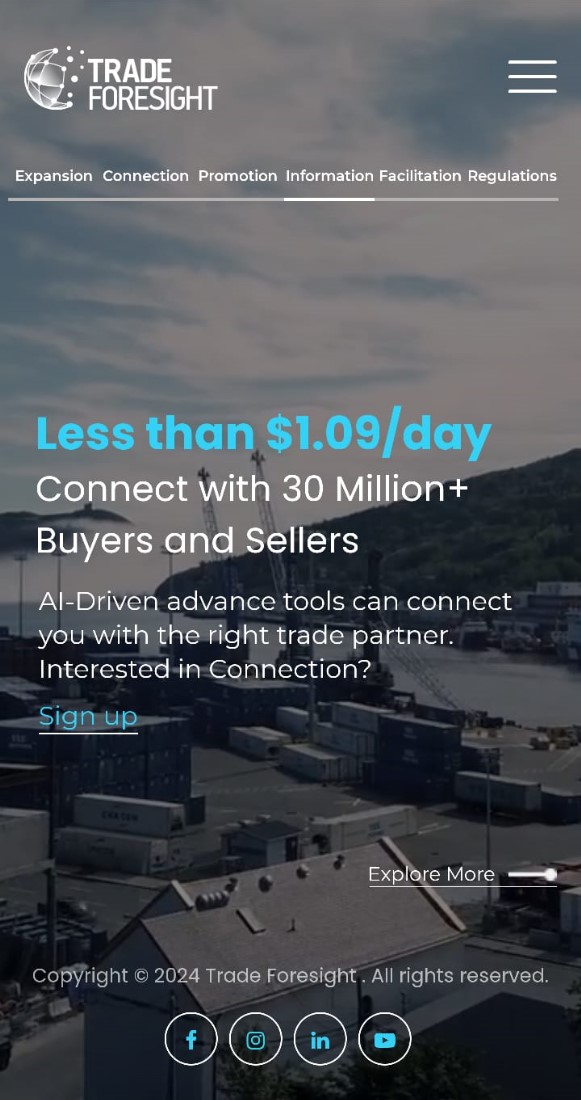 TRADE
FORESIGHT
Expansion Connection Promotion Information Facilitation Regulations
Less than $1.09/day
Connect with 30 Million+
Buyers and Sellers
AI-Driven advance tools can connect
you with the right trade partner.
Interested in Connection?
Sign up
Explore More
Copyright © 2024 Trade Foresight . All rights reserved.
f
in